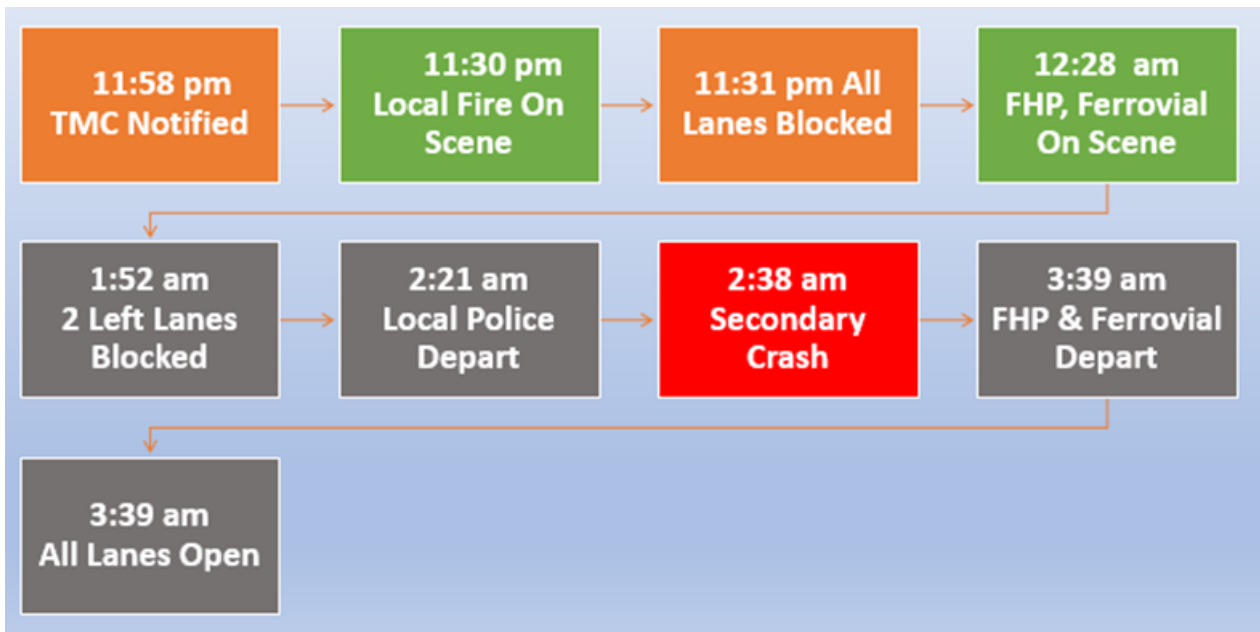 11:58 pm
TMC Notified
11:30 pm
Local Fire On
Scene
11:31 pm All
Lanes Blocked
12:28 am
FHP, Ferrovial
On Scene
1:52 am
2 Left Lanes
Blocked
2:21 am
Local Police
Depart
2:38 am
Secondary
Crash
3:39 am
FHP & Ferrovial
Depart
3:39 am
All Lanes Open